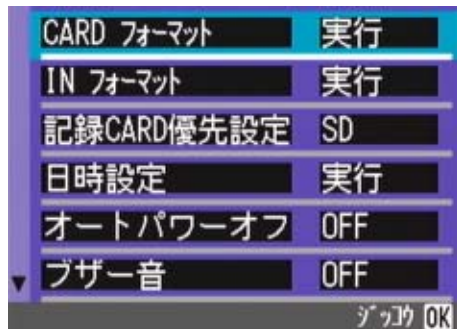 CARD フォーマット 実行
IN フォーマット 実行
記録CARD優先設定 SD
日時設定 実行
オートパワーオフ OFF
ブザー音 OFF
ジッコウ OK